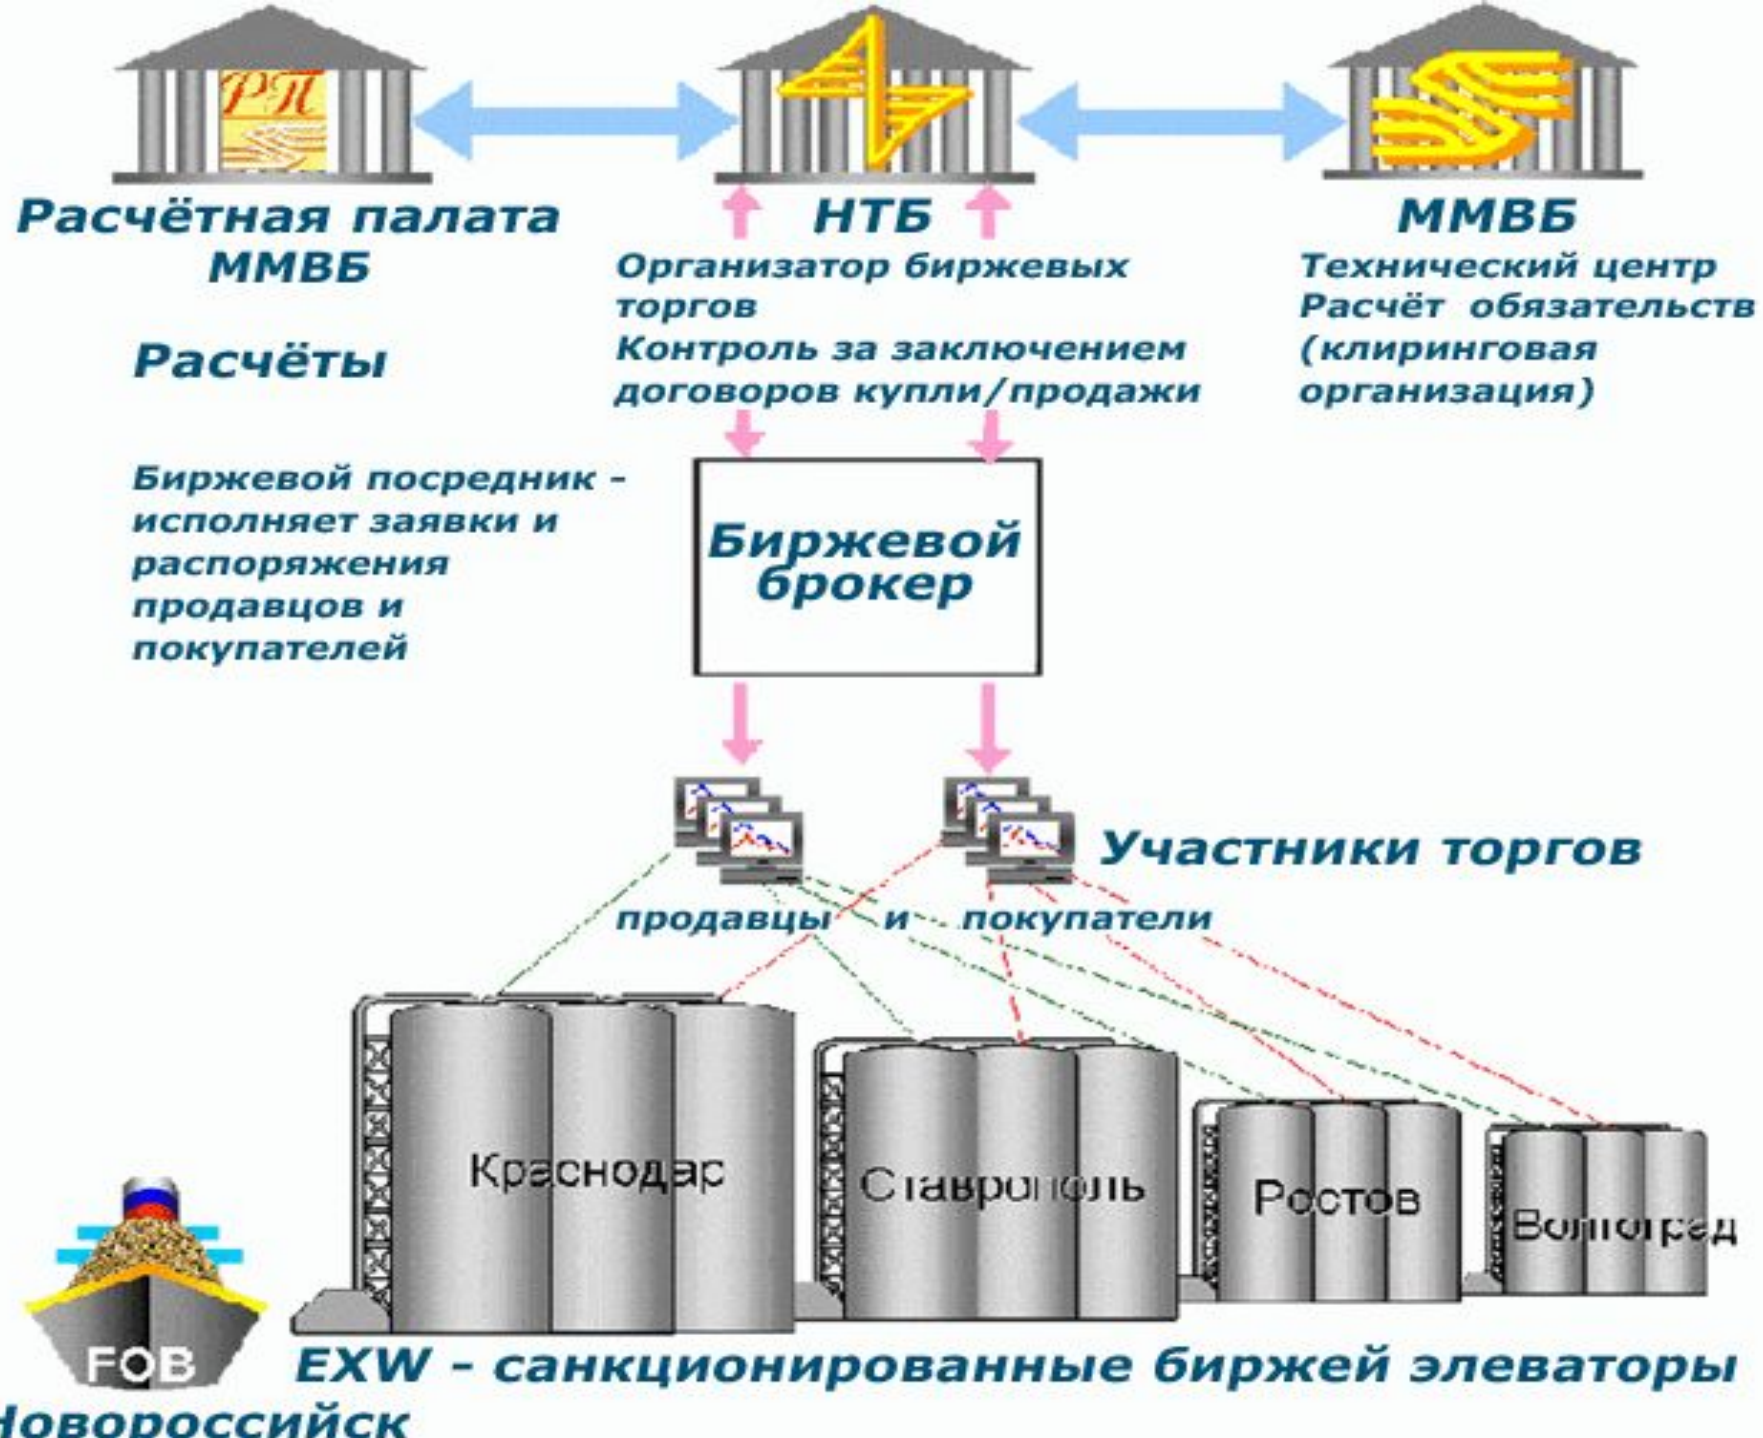 РП
Расчётная палата
ММВБ
Расчёты
НТБ
Организатор биржевых
торгов
Контроль за заключением
договоров купли/продажи
ММВБ
Технический центр
Расчёт обязательств
(клиринговая
организация)
Биржевой посредник -
исполняет заявки и
распоряжения
продавцов и
покупателей
Биржевой
брокер
Участники торгов
продавцы и покупатели
Краснодар
Ставрополь
Ростов
Волгоград
FOB
EXW - санкционированные биржей элеваторы
Новороссийск